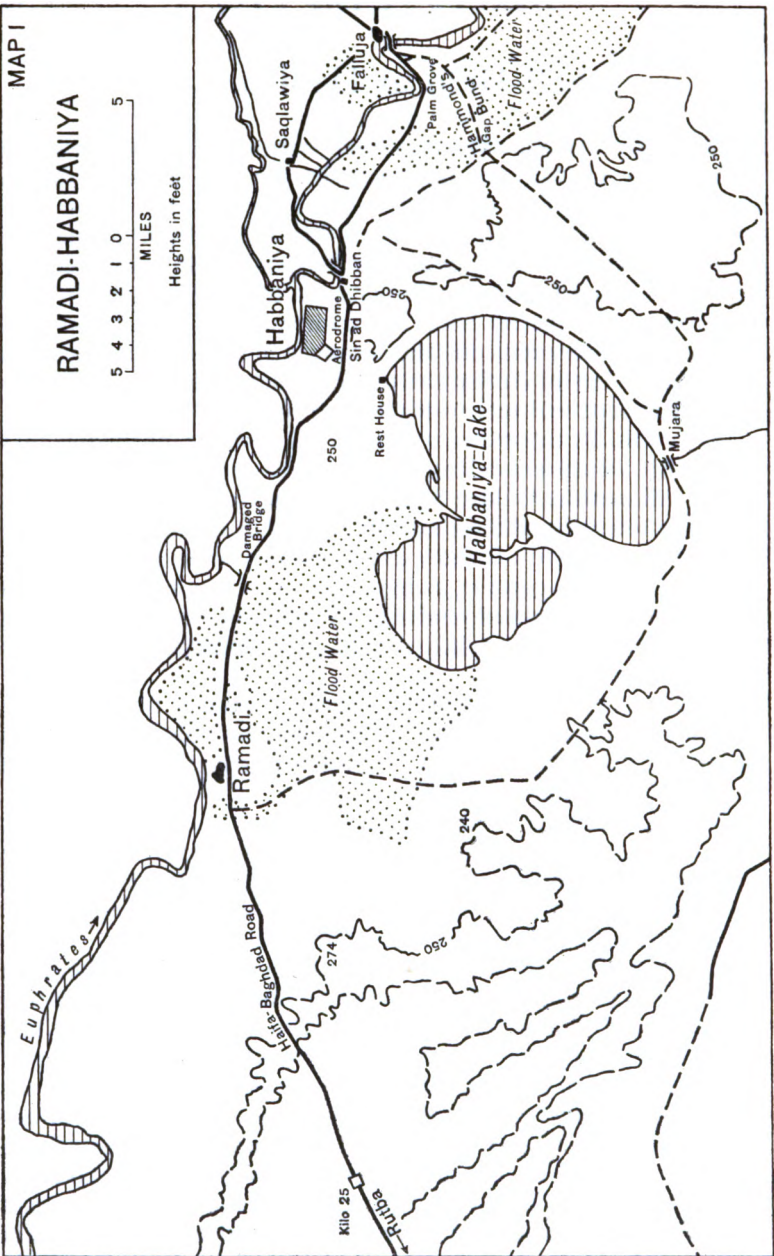 MAP I
RAMADI-HABBANIYA
5 4 3 2 1 0 5
MILES
Heights in feet
Euphrates
Haifa-Baghdad Road
Kilo 25
Rutba
Ramadi
Damaged
Bridge
Flood Water
250
Habbaniya
Aerodrome
Sin ad Dhibban
Saqlawiya
Falluja
Palm Grove
Hammond's
Bund
Gap
Flood Water
Rest House
Habbaniya Lake
Mujara
250
250
250
274
250
240